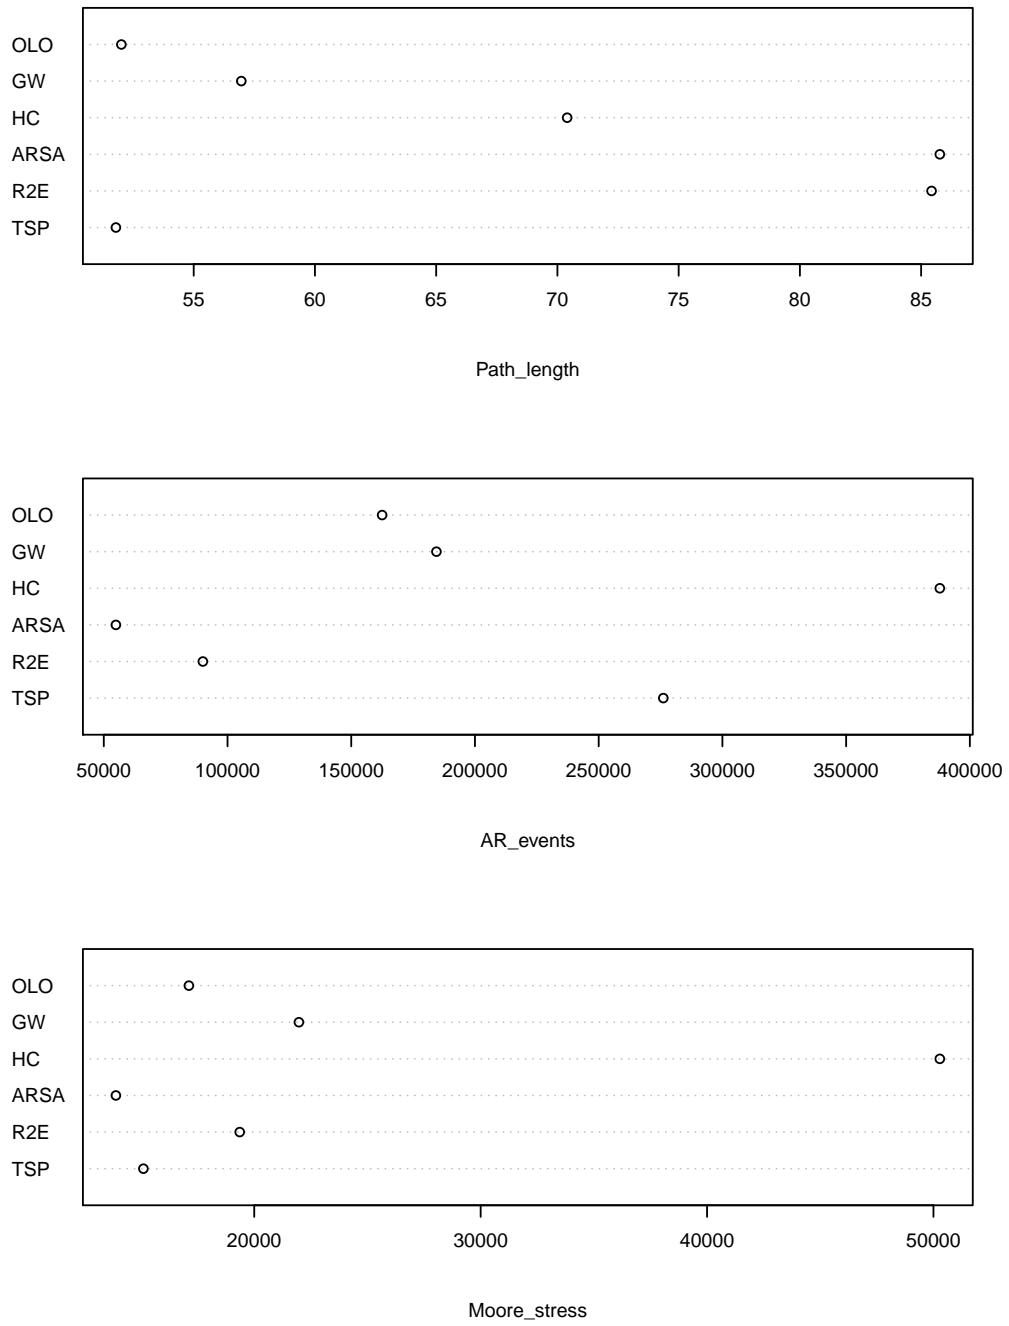 OLO
GW
HC
ARSA
R2E
TSP
55 60 65 70 75 80 85
Path_length
OLO
GW
HC
ARSA
R2E
TSP
50000 100000 150000 200000 250000 300000 350000 400000
AR_events
OLO
GW
HC
ARSA
R2E
TSP
20000 30000 40000 50000
Moore_stress